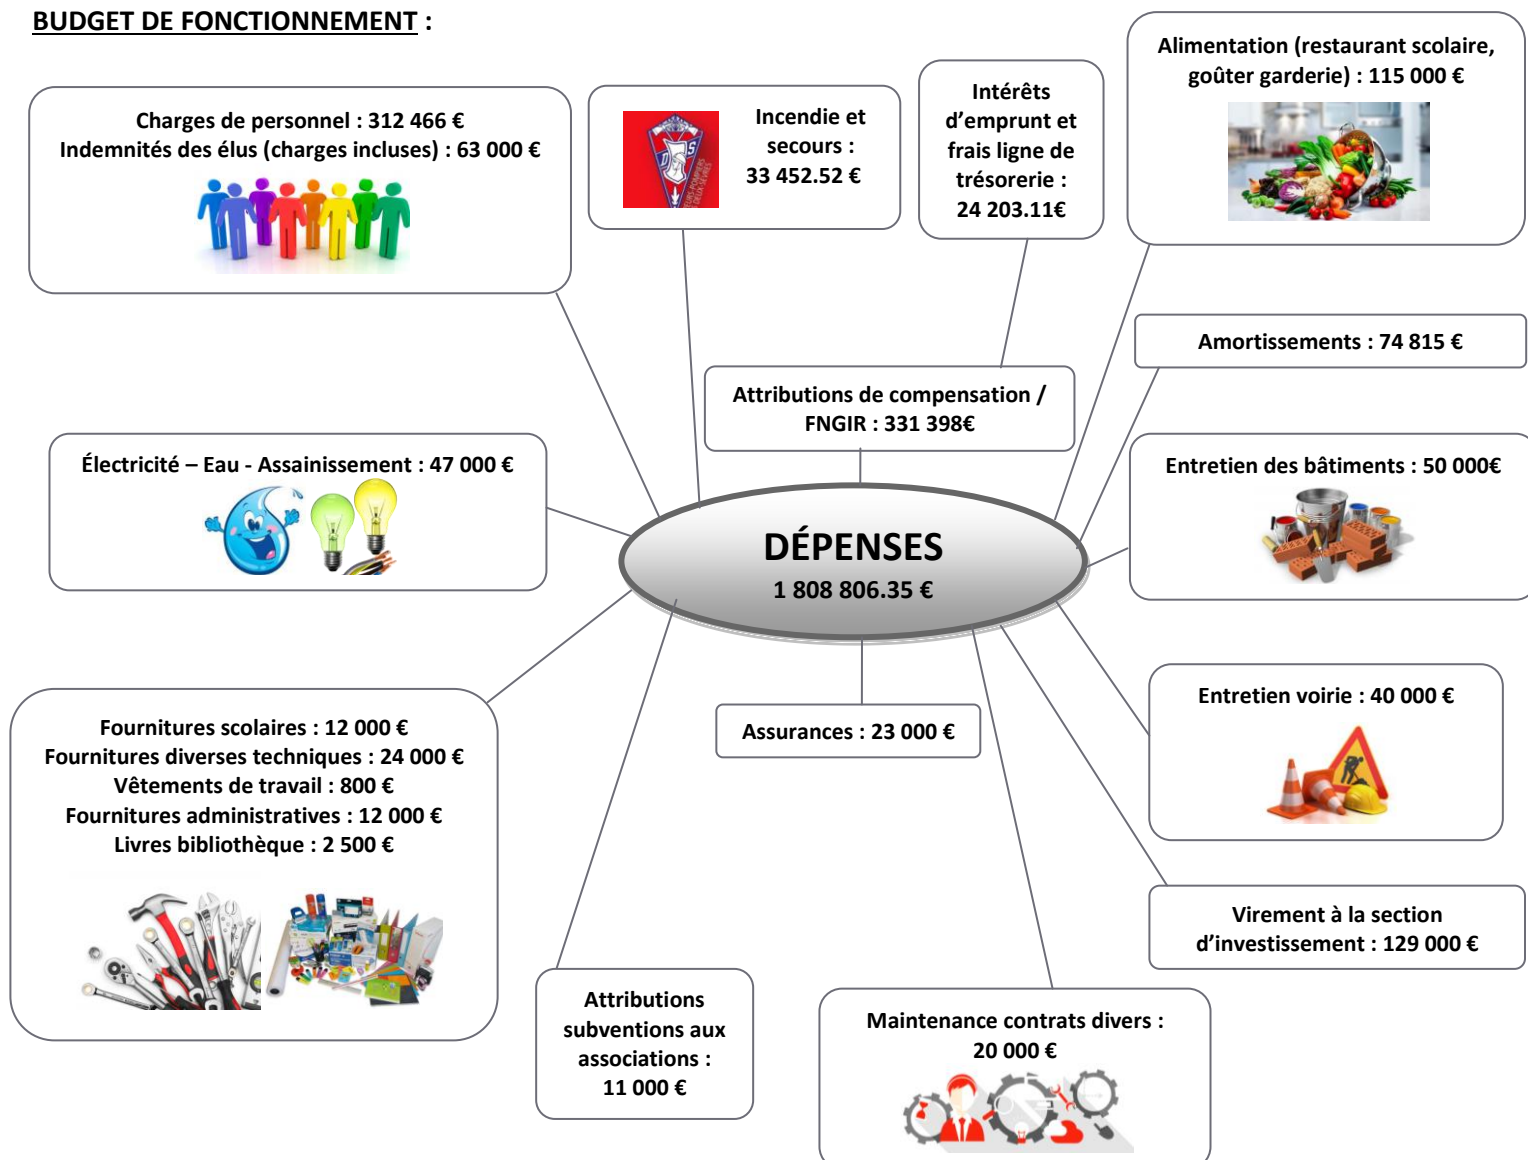 BUDGET DE FONCTIONNEMENT :
Charges de personnel : 312 466 €
Indemnités des élus (charges incluses) : 63 000 €
Incendie et
secours :
33 452.52 €
Intérêts
d’emprunt et
frais ligne de
trésorerie :
24 203.11€
Alimentation (restaurant scolaire,
goûter garderie) : 115 000 €
Amortissements : 74 815 €
Attributions de compensation /
FNGIR : 331 398€
Électricité – Eau - Assainissement : 47 000 €
Entretien des bâtiments : 50 000€
DÉPENSES
1 808 806.35 €
Fournitures scolaires : 12 000 €
Fournitures diverses techniques : 24 000 €
Vêtements de travail : 800 €
Fournitures administratives : 12 000 €
Livres bibliothèque : 2 500 €
Assurances : 23 000 €
Entretien voirie : 40 000 €
Virement à la section
d’investissement : 129 000 €
Attributions
subventions aux
associations :
11 000 €
Maintenance contrats divers :
20 000 €